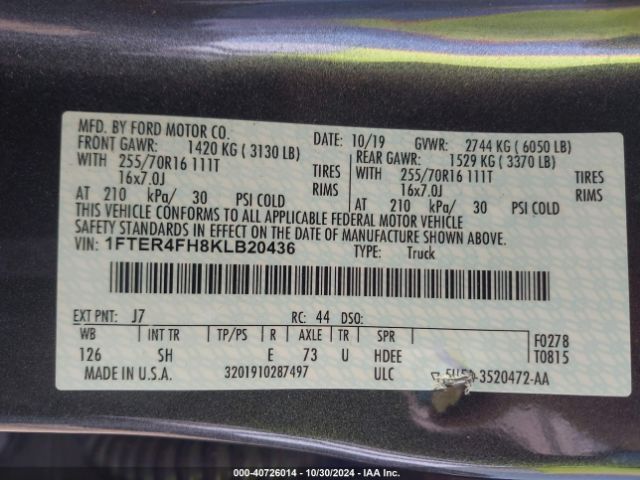 MFD. BY FORD MOTOR CO.
DATE: 10/19 GVWR: 2744 KG ( 6050 LB)
FRONT GAWR: 1420 KG ( 3130 LB) REAR GAWR: 1529 KG ( 3370 LB)
WITH 255/70R16 111T TIRES WITH 255/70R16 111T TIRES
16x7.0J RIMS 16x7.0J RIMS
AT 210 kPa/ 30 PSI COLD AT 210 kPa/ 30 PSI COLD
THIS VEHICLE CONFORMS TO ALL APPLICABLE FEDERAL MOTOR VEHICLE
SAFETY STANDARDS IN EFFECT ON THE DATE OF MANUFACTURE SHOWN ABOVE.
VIN: 1FTER4FH8KLB20436 TYPE: Truck
EXT PNT: J7 RC: 44 DSO:
WB INT TR TP/PS R AXLE TR SPR F0278
126 SH E 73 U HDEE T0815
MADE IN U.S.A. 3201910287497 ULC 3520472-AA
000-40726014 - 10/30/2024 - IAA Inc.